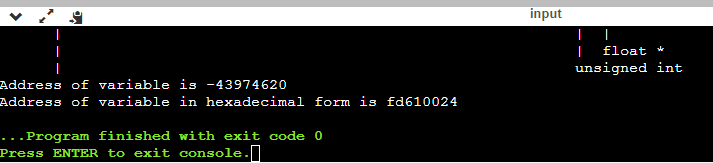 input
| | |
| | float *
| unsigned int
Address of variable is -43974620
Address of variable in hexadecimal form is fd610024
...Program finished with exit code 0
Press ENTER to exit console.